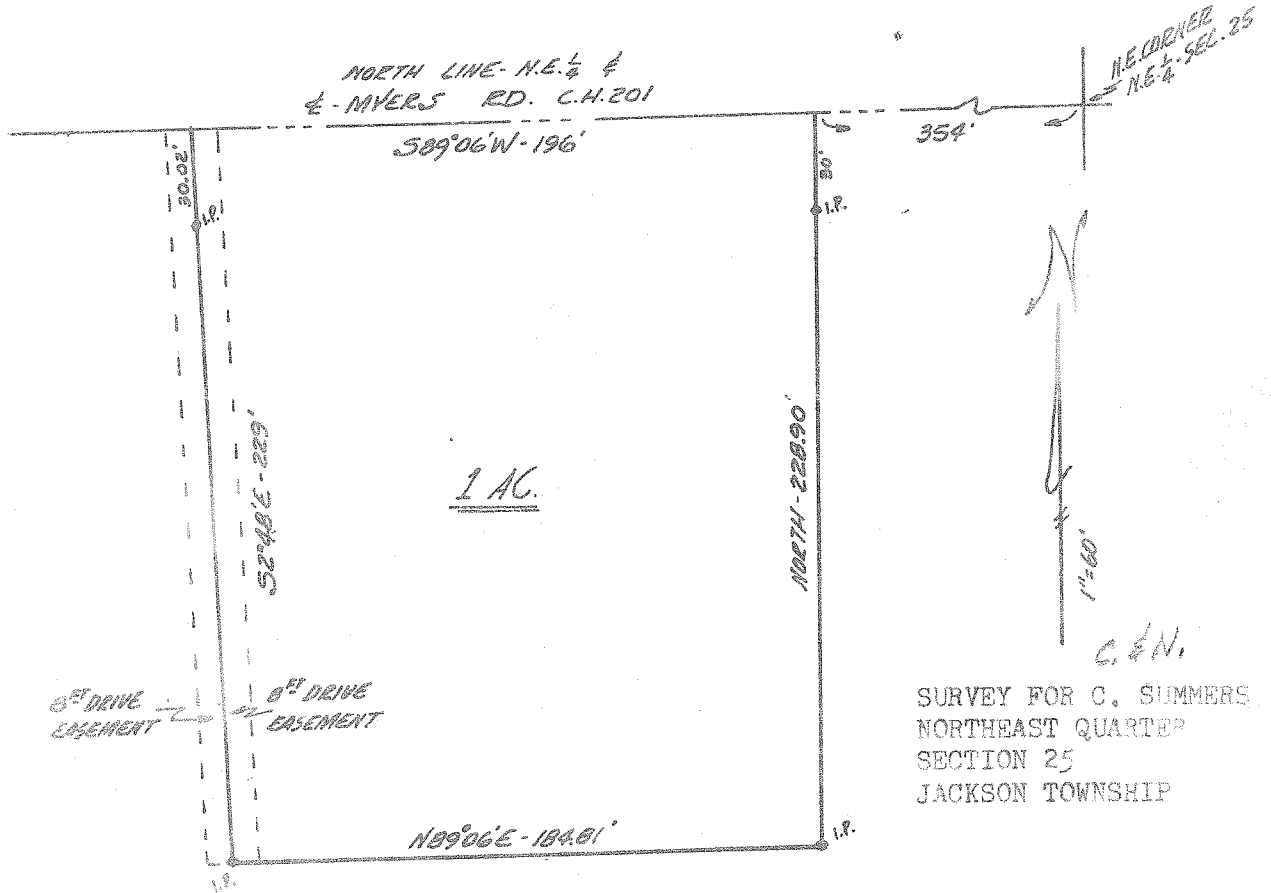 NORTH LINE - N.E. ¼ &
℄ - MYERS RD. C.H. 201
N.E. CORNER
N.E. ¼ - SEC. 25
S89°06'W - 196'
354'
30.02'
30'
I.P.
I.P.
S2°48'E - 229'
1 AC.
NORTH - 228.90'
N
1"=60'
8FT DRIVE
EASEMENT
8FT DRIVE
EASEMENT
C. & N.
SURVEY FOR C. SUMMERS
NORTHEAST QUARTER
SECTION 25
JACKSON TOWNSHIP
N89°06'E - 184.81'
I.P.
I.P.